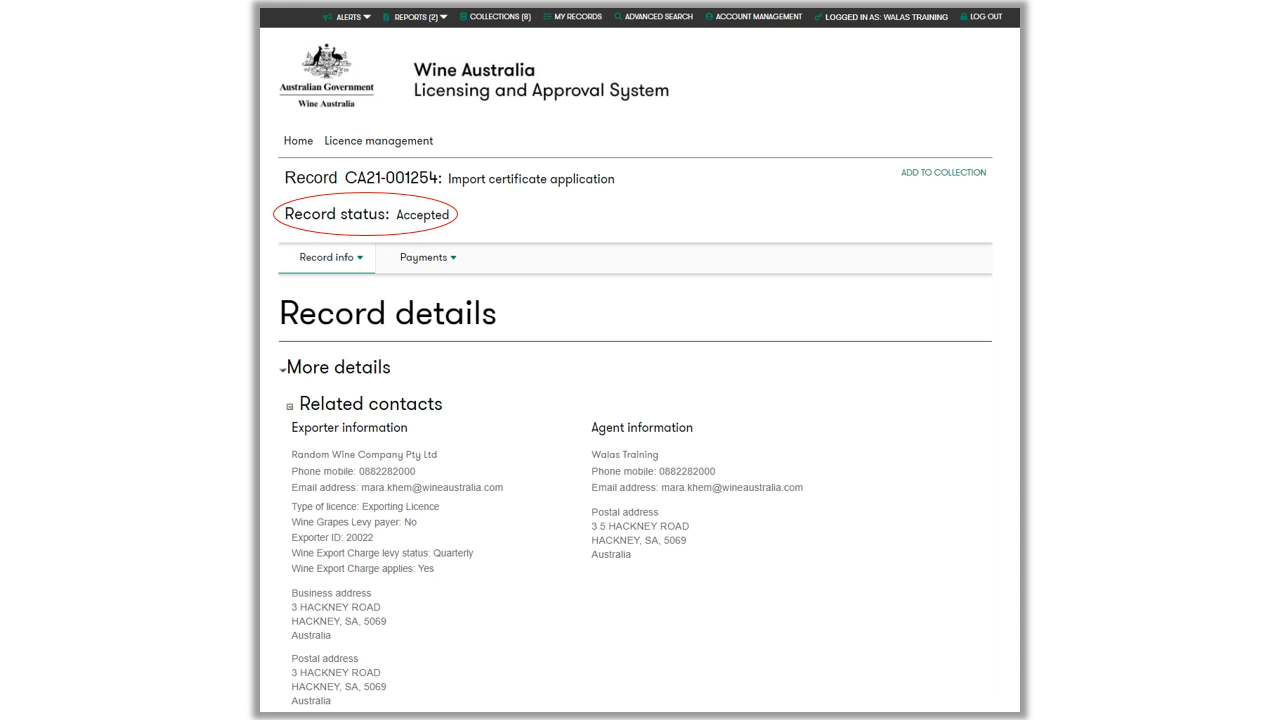 ALERTS REPORTS (2) COLLECTIONS (8) MY RECORDS ADVANCED SEARCH ACCOUNT MANAGEMENT LOGGED IN AS: WALAS TRAINING LOG OUT
Australian Government
Wine Australia
Wine Australia
Licensing and Approval System
Home Licence management
Record CA21-001254: Import certificate application
ADD TO COLLECTION
Record status: Accepted
Record info Payments
Record details
More details
Related contacts
Exporter information
Random Wine Company Pty Ltd
Phone mobile: 0882282000
Email address: mara.khem@wineaustralia.com
Type of licence: Exporting Licence
Wine Grapes Levy payer: No
Exporter ID: 20022
Wine Export Charge levy status: Quarterly
Wine Export Charge applies: Yes
Business address
3 HACKNEY ROAD
HACKNEY, SA, 5069
Australia
Postal address
3 HACKNEY ROAD
HACKNEY, SA, 5069
Australia
Agent information
Walas Training
Phone mobile: 0882282000
Email address: mara.khem@wineaustralia.com
Postal address
3 5 HACKNEY ROAD
HACKNEY, SA, 5069
Australia